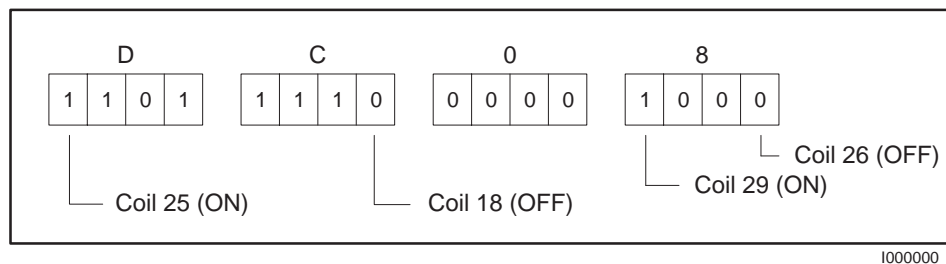 D C 0 8
1 1 0 1 1 1 1 0 0 0 0 0 1 0 0 0
Coil 26 (OFF)
Coil 29 (ON)
Coil 25 (ON) Coil 18 (OFF)
I000000